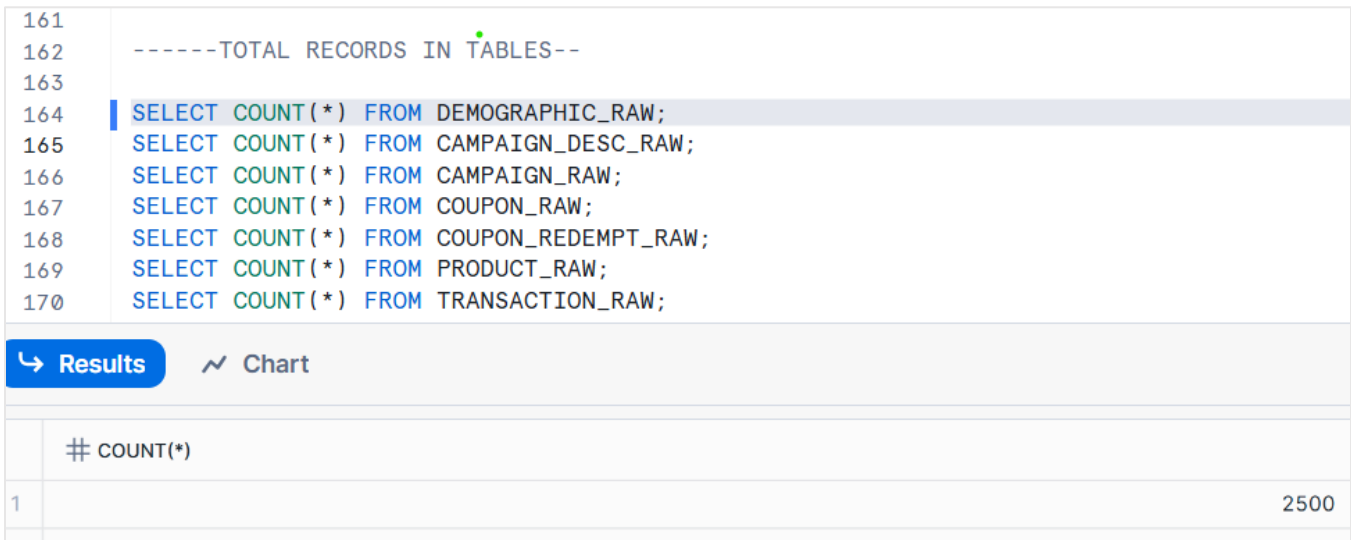 161
162 ------TOTAL RECORDS IN TABLES--
163
164 SELECT COUNT(*) FROM DEMOGRAPHIC_RAW;
165 SELECT COUNT(*) FROM CAMPAIGN_DESC_RAW;
166 SELECT COUNT(*) FROM CAMPAIGN_RAW;
167 SELECT COUNT(*) FROM COUPON_RAW;
168 SELECT COUNT(*) FROM COUPON_REDEMPT_RAW;
169 SELECT COUNT(*) FROM PRODUCT_RAW;
170 SELECT COUNT(*) FROM TRANSACTION_RAW;
Results Chart
# COUNT(*)
1 2500